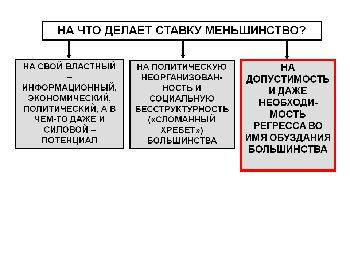 НА ЧТО ДЕЛАЕТ СТАВКУ МЕНЬШИНСТВО?
НА СВОЙ ВЛАСТНЫЙ
–
ИНФОРМАЦИОННЫЙ,
ЭКОНОМИЧЕСКИЙ,
ПОЛИТИЧЕСКИЙ, А В
ЧЕМ-ТО ДАЖЕ И
СИЛОВОЙ –
ПОТЕНЦИАЛ
НА ПОЛИТИЧЕСКУЮ
НЕОРГАНИЗОВАН-
НОСТЬ И
СОЦИАЛЬНУЮ
БЕССТРУКТУРНОСТЬ
(«СЛОМАННЫЙ
ХРЕБЕТ»)
БОЛЬШИНСТВА
НА
ДОПУСТИМОСТЬ
И ДАЖЕ
НЕОБХОДИ-
МОСТЬ
РЕГРЕССА ВО
ИМЯ ОБУЗДАНИЯ
БОЛЬШИНСТВА